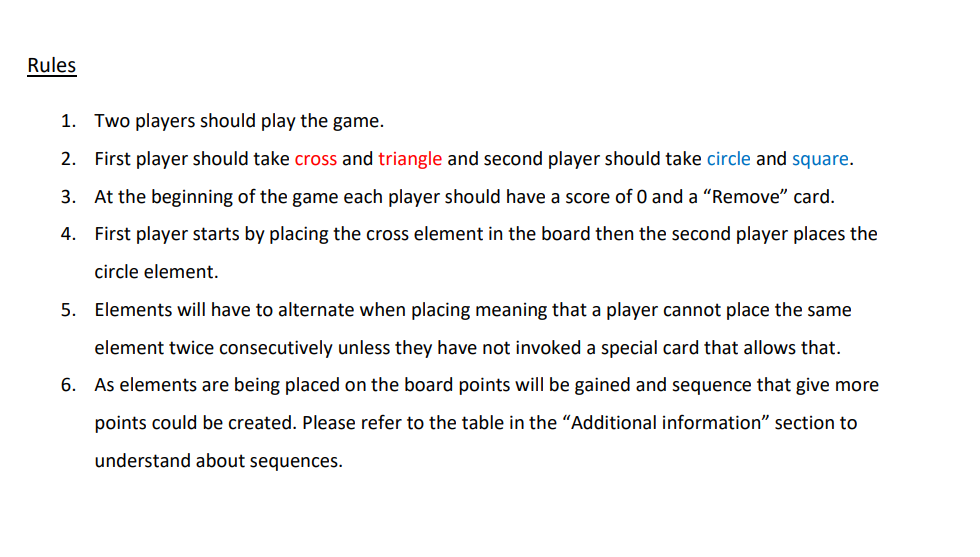 Rules
1. Two players should play the game.
2. First player should take cross and triangle and second player should take circle and square.
3. At the beginning of the game each player should have a score of 0 and a “Remove” card.
4. First player starts by placing the cross element in the board then the second player places the
circle element.
5. Elements will have to alternate when placing meaning that a player cannot place the same
element twice consecutively unless they have not invoked a special card that allows that.
6. As elements are being placed on the board points will be gained and sequence that give more
points could be created. Please refer to the table in the “Additional information” section to
understand about sequences.